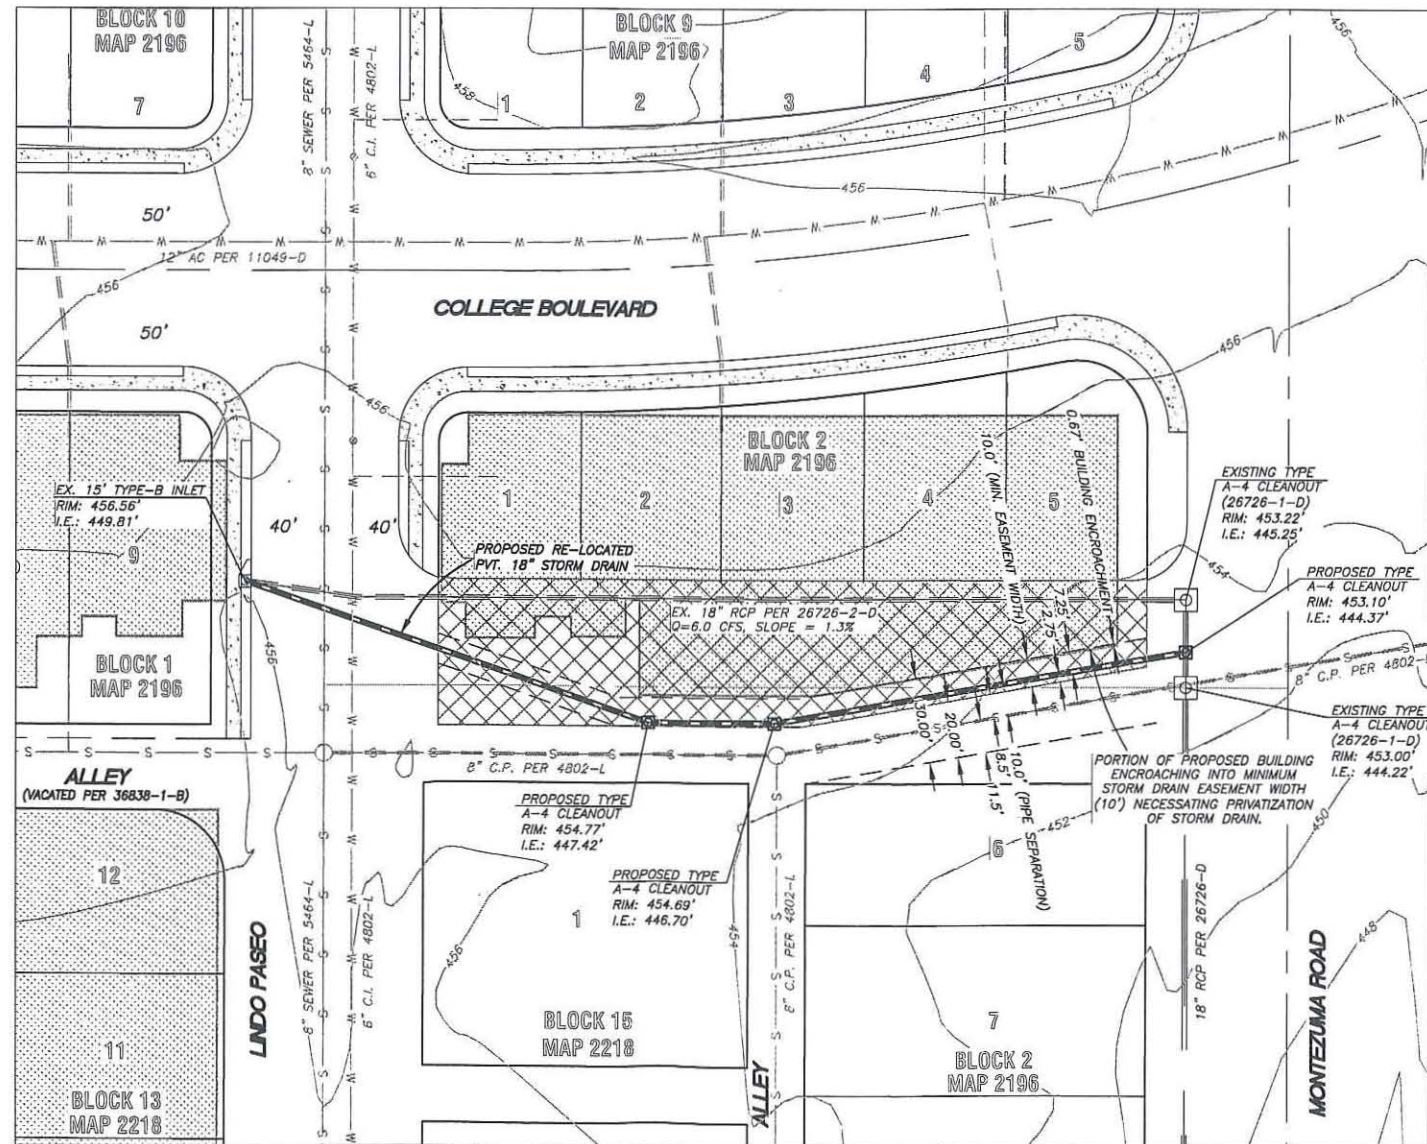 BLOCK 10
MAP 2196
7
8" SEWER PER 5464-L
6" C.I. PER 4802-L
BLOCK 9
MAP 2196
1
2
3
4
5
458
456
456
50'
12" AC PER 11049-D
456
50'
COLLEGE BOULEVARD
456
456
BLOCK 2
MAP 2196
1
2
3
4
5
10.0' (MIN. EASEMENT WIDTH)
0.67' BUILDING ENCROACHMENT
7.25'
2.75'
EX. 15' TYPE-B INLET
RIM: 456.56'
I.E.: 449.81'
9
40'
40'
PROPOSED RE-LOCATED
PVT. 18" STORM DRAIN
EX. 18" RCP PER 26726-2-D
Q=6.0 CFS, SLOPE = 1.3%
EXISTING TYPE
A-4 CLEANOUT
(26726-1-D)
RIM: 453.22'
I.E.: 445.25'
454
PROPOSED TYPE
A-4 CLEANOUT
RIM: 453.10'
I.E.: 444.37'
8" C.P. PER 4802-L
BLOCK 1
MAP 2196
456
EXISTING TYPE
A-4 CLEANOUT
(26726-1-D)
RIM: 453.00'
I.E.: 444.22'
30.00'
20.00'
8.5'
11.5'
10.0' (PIPE SEPARATION)
PORTION OF PROPOSED BUILDING
ENCROACHING INTO MINIMUM
STORM DRAIN EASEMENT WIDTH
(10') NECESSATING PRIVATIZATION
OF STORM DRAIN.
ALLEY
(VACATED PER 36838-1-B)
8" C.P. PER 4802-L
PROPOSED TYPE
A-4 CLEANOUT
RIM: 454.77'
I.E.: 447.42'
PROPOSED TYPE
A-4 CLEANOUT
RIM: 454.69'
I.E.: 446.70'
452
450
6
12
11
BLOCK 13
MAP 2218
LINDO PASEO
8" SEWER PER 5464-L
6" C.I. PER 4802-L
456
1
BLOCK 15
MAP 2218
454
ALLEY
8" C.P. PER 4802-L
7
BLOCK 2
MAP 2196
18" RCP PER 26726-D
MONTEZUMA ROAD
448